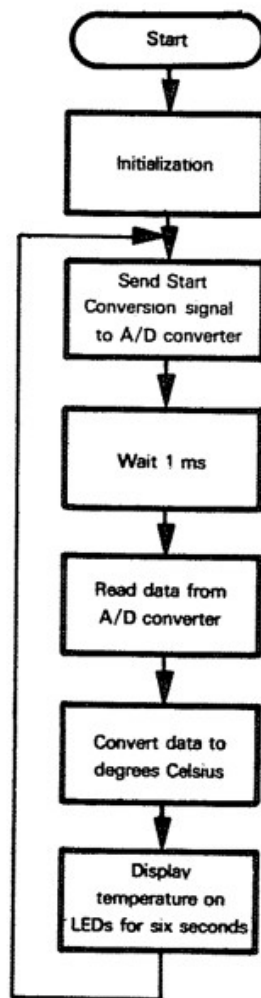 Start
Initialization
Send Start
Conversion signal
to A/D converter
Wait 1 ms
Read data from
A/D converter
Convert data to
degrees Celsius
Display
temperature on
LEDs for six seconds